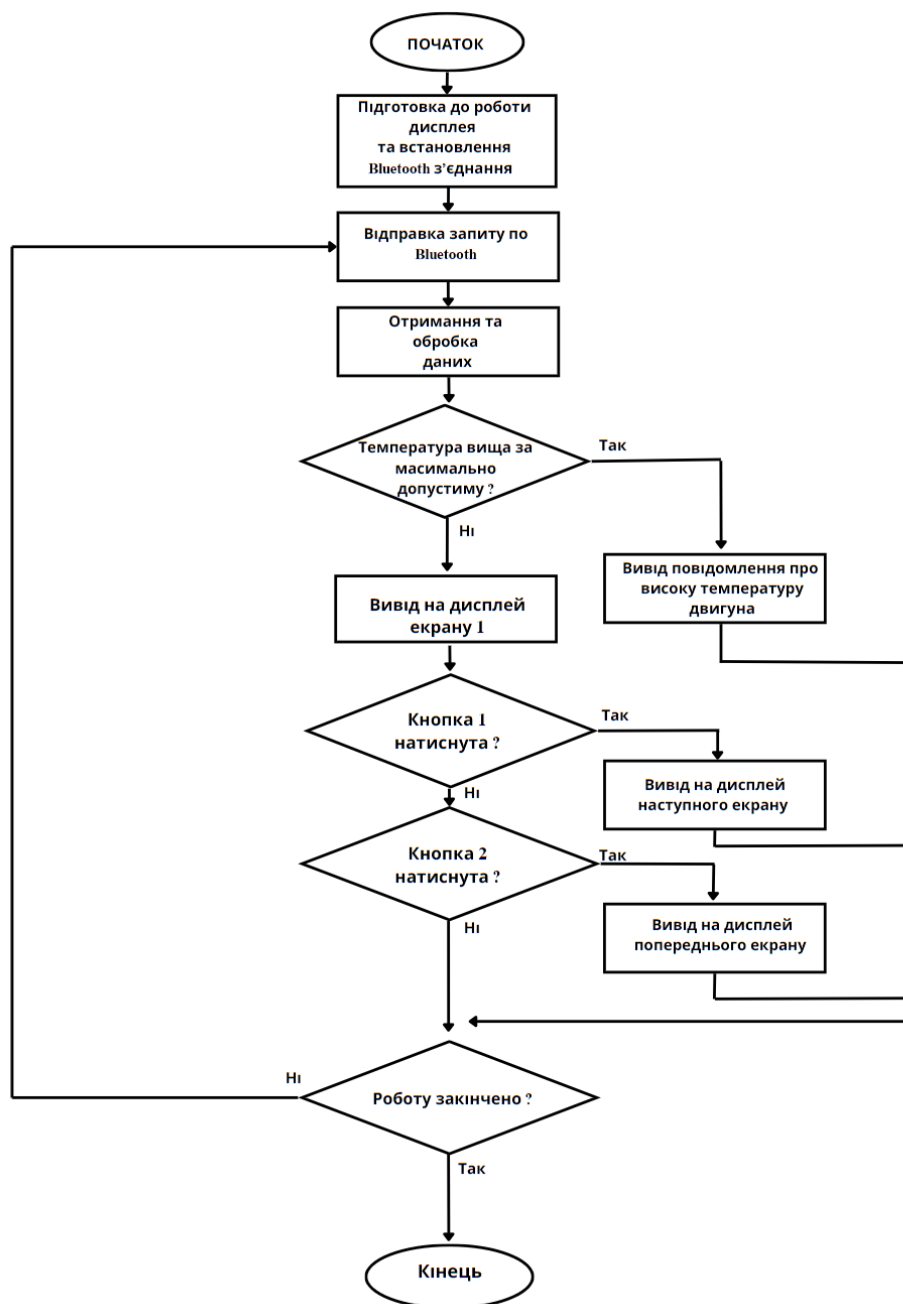 ПОЧАТОК
Підготовка до роботи
дисплея
та встановлення
Bluetooth з'єднання
Відправка запиту по
Bluetooth
Отримання та
обробка
даних
Температура вища за
масимально
допустиму ?
Так
Ні
Вивід повідомлення про
високу температуру
двигуна
Вивід на дисплей
екрану 1
Кнопка 1
натиснута ?
Так
Ні
Вивід на дисплей
наступного екрану
Кнопка 2
натиснута ?
Так
Ні
Вивід на дисплей
попереднього екрану
Роботу закінчено ?
Ні
Так
Кінець